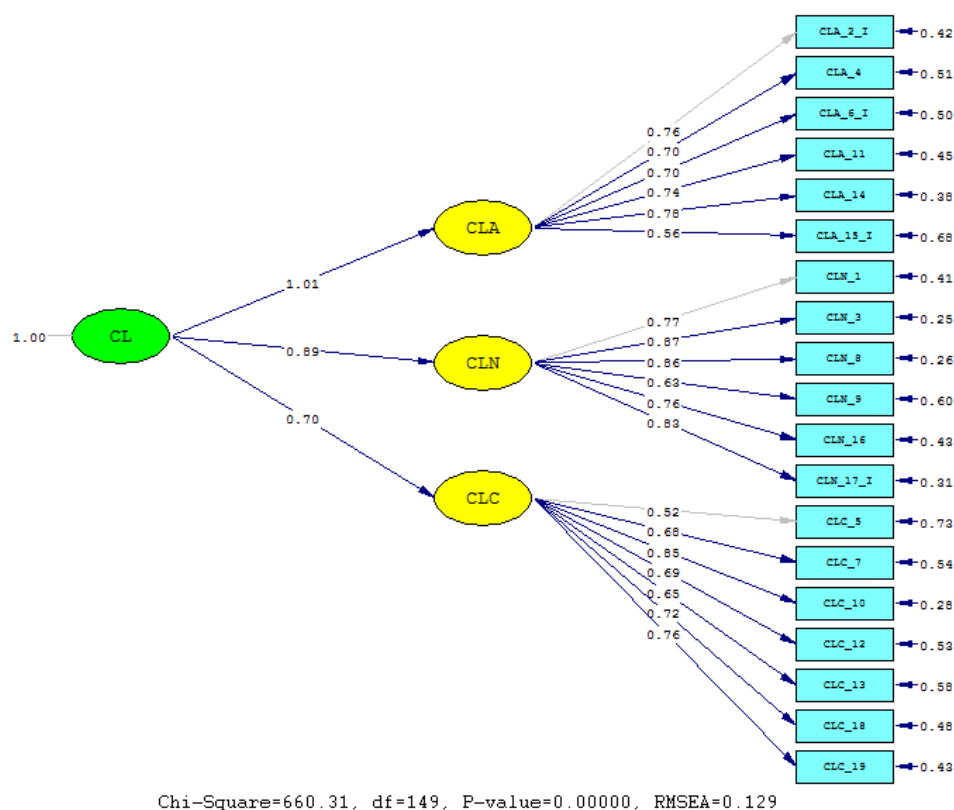 CLA_2_I 0.42
CLA_4 0.51
CLA_6_I 0.50
0.76
0.70
CLA_11 0.45
0.70
0.74
CLA_14 0.38
0.78
0.56
CLA CLA_15_I 0.68
CLN_1 0.41
1.01
CLN_3 0.25
0.77
0.87
1.00 CL
0.89 CLN 0.86 CLN_8 0.26
0.63
CLN_9 0.60
0.76
0.83
0.70
CLN_16 0.43
CLN_17_I 0.31
CLC 0.52 CLC_5 0.73
0.68
0.85 CLC_7 0.54
0.69
0.65 CLC_10 0.28
0.72
0.76
CLC_12 0.53
CLC_13 0.58
CLC_18 0.48
CLC_19 0.43
Chi-Square=660.31, df=149, P-value=0.00000, RMSEA=0.129